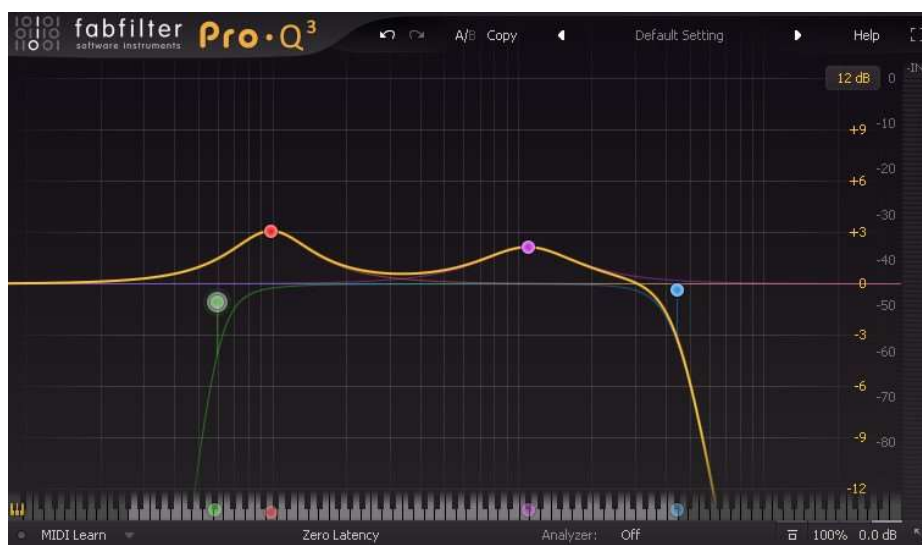 fabfilter Pro·Q³
software instruments
A/B Copy Default Setting Help
-IN
12 dB 0
+9 -10
-20
+6
-30
+3
-40
0
-50
-3
-60
-6
-70
-9 -80
-12
MIDI Learn Zero Latency Analyzer: Off 100% 0.0 dB